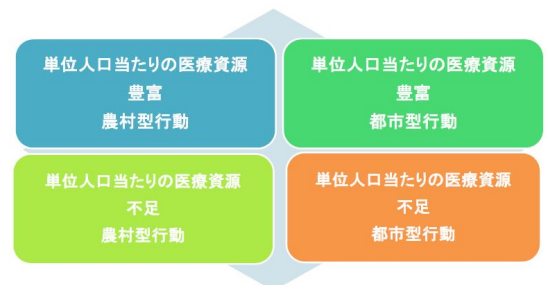 単位人口当たりの医療資源
豊富
農村型行動
単位人口当たりの医療資源
豊富
都市型行動
単位人口当たりの医療資源
不足
農村型行動
単位人口当たりの医療資源
不足
都市型行動